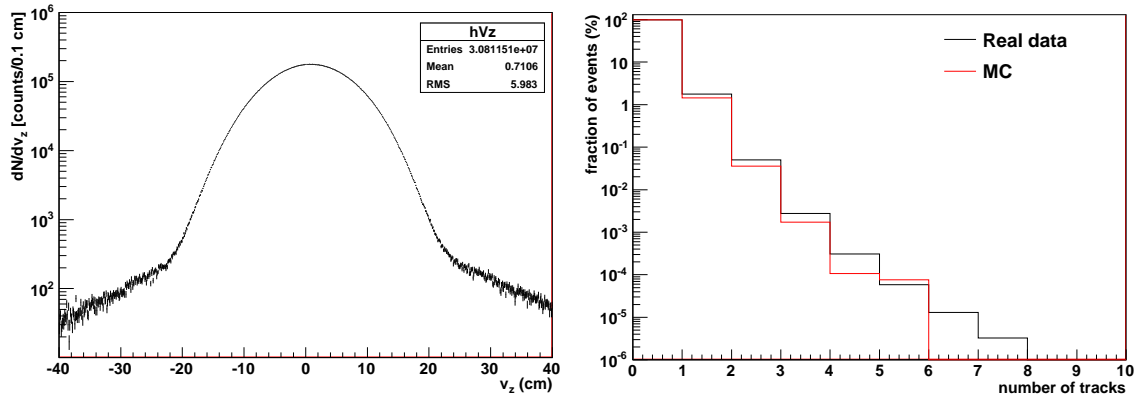 hVz
Entries 3.081151e+07
Mean 0.7106
RMS 5.983
dN/dv_z [counts/0.1 cm]
10^6
10^5
10^4
10^3
10^2
-40 -30 -20 -10 0 10 20 30 40
v_z (cm)
Real data
MC
fraction of events (%)
10^2
10
1
10^-1
10^-2
10^-3
10^-4
10^-5
10^-6
0 1 2 3 4 5 6 7 8 9 10
number of tracks